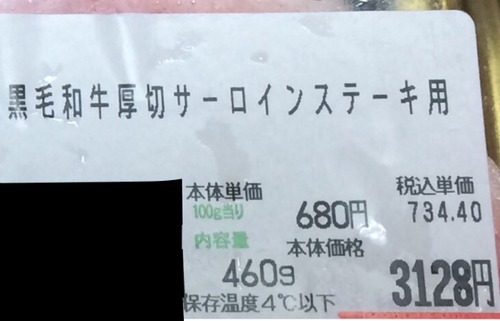 黒毛和牛厚切サーロインステーキ用
本体単価 税込単価
100g当り 680円 734.40
内容量 本体価格
460g 3128円
保存温度4℃以下